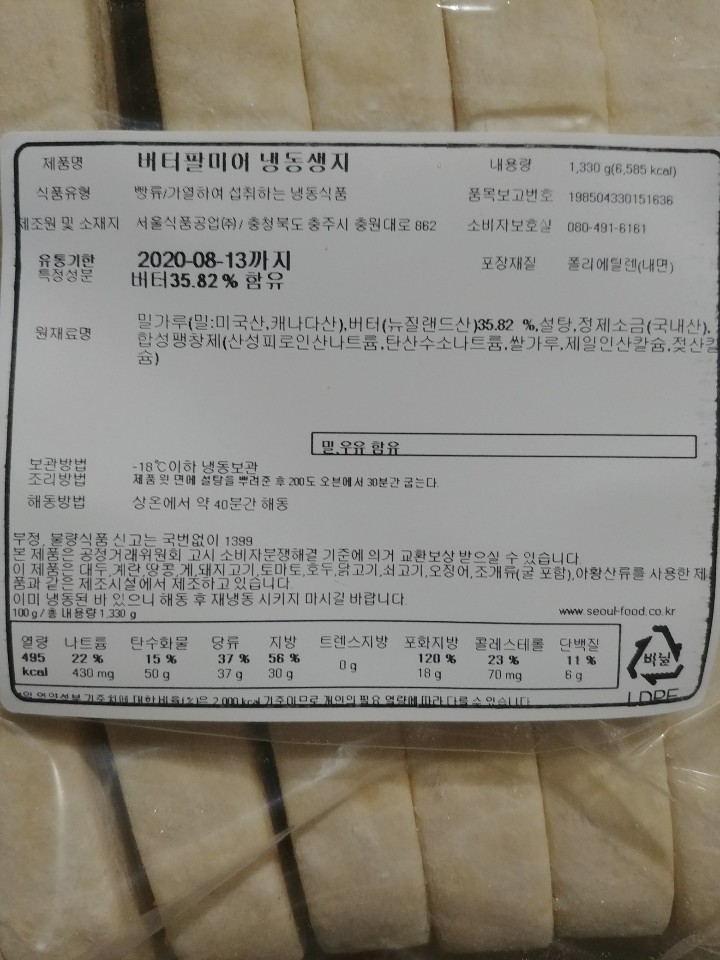 제품명 버터팔미어 냉동생지 내용량 1,330 g(6,585 kcal)
식품유형 빵류/가열하여 섭취하는 냉동식품 품목보고번호 198504330151636
제조원 및 소재지 서울식품공업(주)/ 충청북도 충주시 충원대로 862 소비자보호실 080-491-6161
유통기한 2020-08-13까지 포장재질 폴리에틸렌(내면)
특정성분 버터35.82 % 함유
원재료명 밀가루(밀:미국산,캐나다산),버터(뉴질랜드산)35.82 %,설탕,정제소금(국내산),
합성팽창제(산성피로인산나트륨,탄산수소나트륨,쌀가루,제일인산칼슘,젖산칼
슘)
밀,우유 함유
보관방법 -18℃이하 냉동보관
조리방법 제품 윗 면에 설탕을 뿌려준 후 200도 오븐에서 30분간 굽는다.
해동방법 상온에서 약 40분간 해동
부정, 불량식품 신고는 국번없이 1399
본 제품은 공정거래위원회 고시 소비자분쟁해결 기준에 의거 교환보상 받으실 수 있습니다
이 제품은 대두,계란,땅콩,게,돼지고기,토마토,호두,닭고기,쇠고기,오징어,조개류(굴 포함),아황산류를 사용한 제
품과 같은 제조시설에서 제조하고 있습니다
이미 냉동된 바 있으니 해동 후 재냉동 시키지 마시길 바랍니다.
100 g / 총 내용량 1,330 g www.seoul-food.co.kr
열량 나트륨 탄수화물 당류 지방 트렌스지방 포화지방 콜레스테롤 단백질
495 22 % 15 % 37 % 56 % 0 g 120 % 23 % 11 %
kcal 430 mg 50 g 37 g 30 g 18 g 70 mg 6 g
비닐
LDPE
1일 영양성분 기준치에 대한 비율(%)은 2,000 kcal 기준이므로 개인의 필요 열량에 따라 다를 수 있습니다